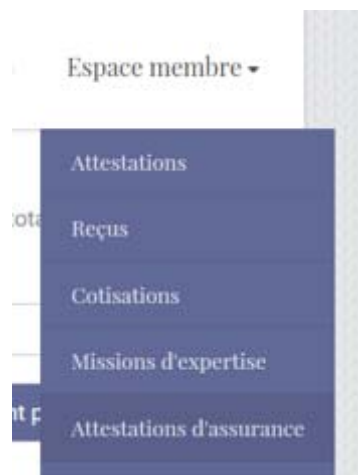 Espace membre
Attestations
Reçus
Cotisations
Missions d'expertise
Attestations d'assurance